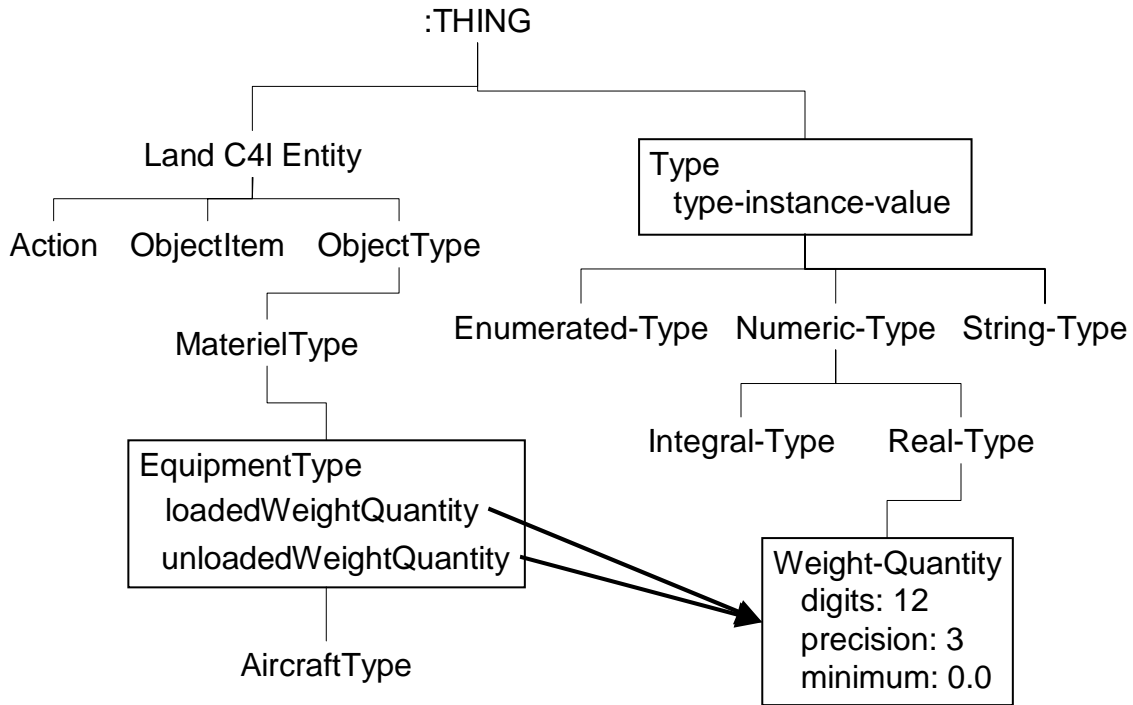 :THING
Land C4I Entity
Type
type-instance-value
Action
ObjectItem
ObjectType
Enumerated-Type
Numeric-Type
String-Type
MaterielType
Integral-Type
Real-Type
EquipmentType
loadedWeightQuantity
unloadedWeightQuantity
Weight-Quantity
digits: 12
precision: 3
minimum: 0.0
AircraftType